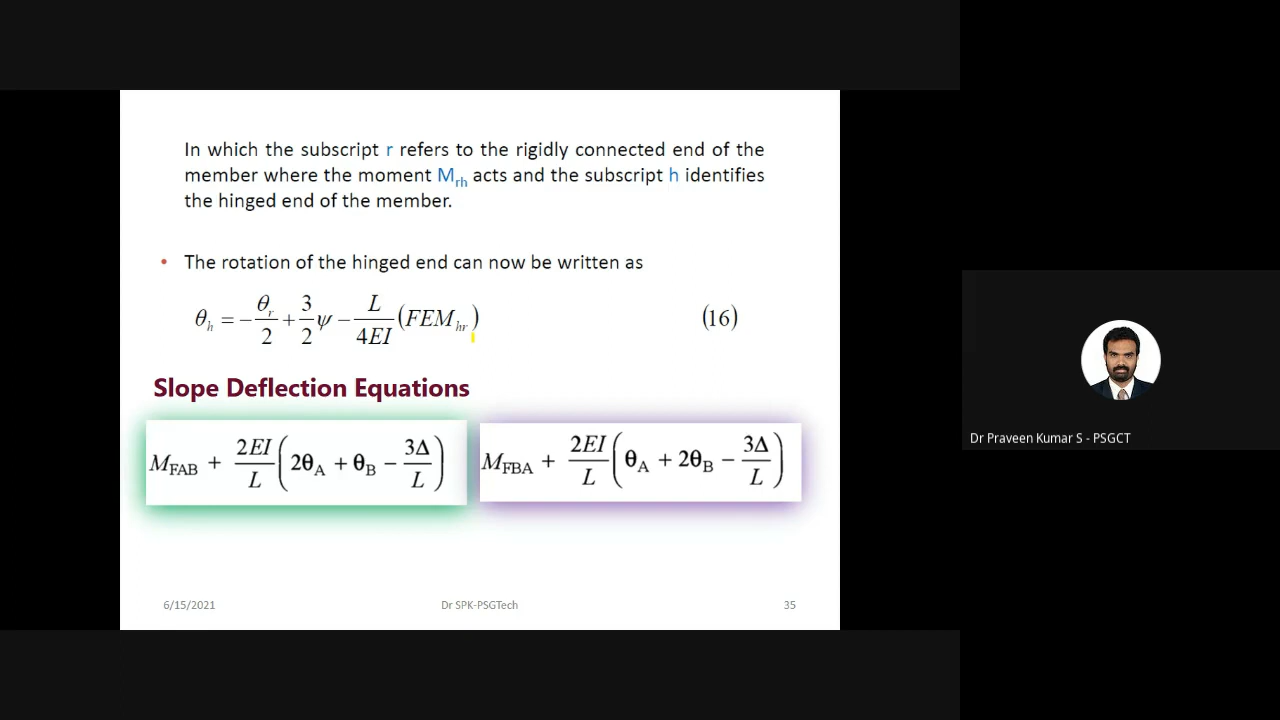 In which the subscript r refers to the rigidly connected end of the
member where the moment M_rh acts and the subscript h identifies
the hinged end of the member.
• The rotation of the hinged end can now be written as
θ_h = −θ_r/2 + 3/2 ψ − L/4EI (FEM_hr) (16)
Slope Deflection Equations
M_FAB + 2EI/L (2θ_A + θ_B − 3Δ/L)
M_FBA + 2EI/L (θ_A + 2θ_B − 3Δ/L)
6/15/2021 Dr SPK-PSGTech 35
Dr Praveen Kumar S - PSGCT